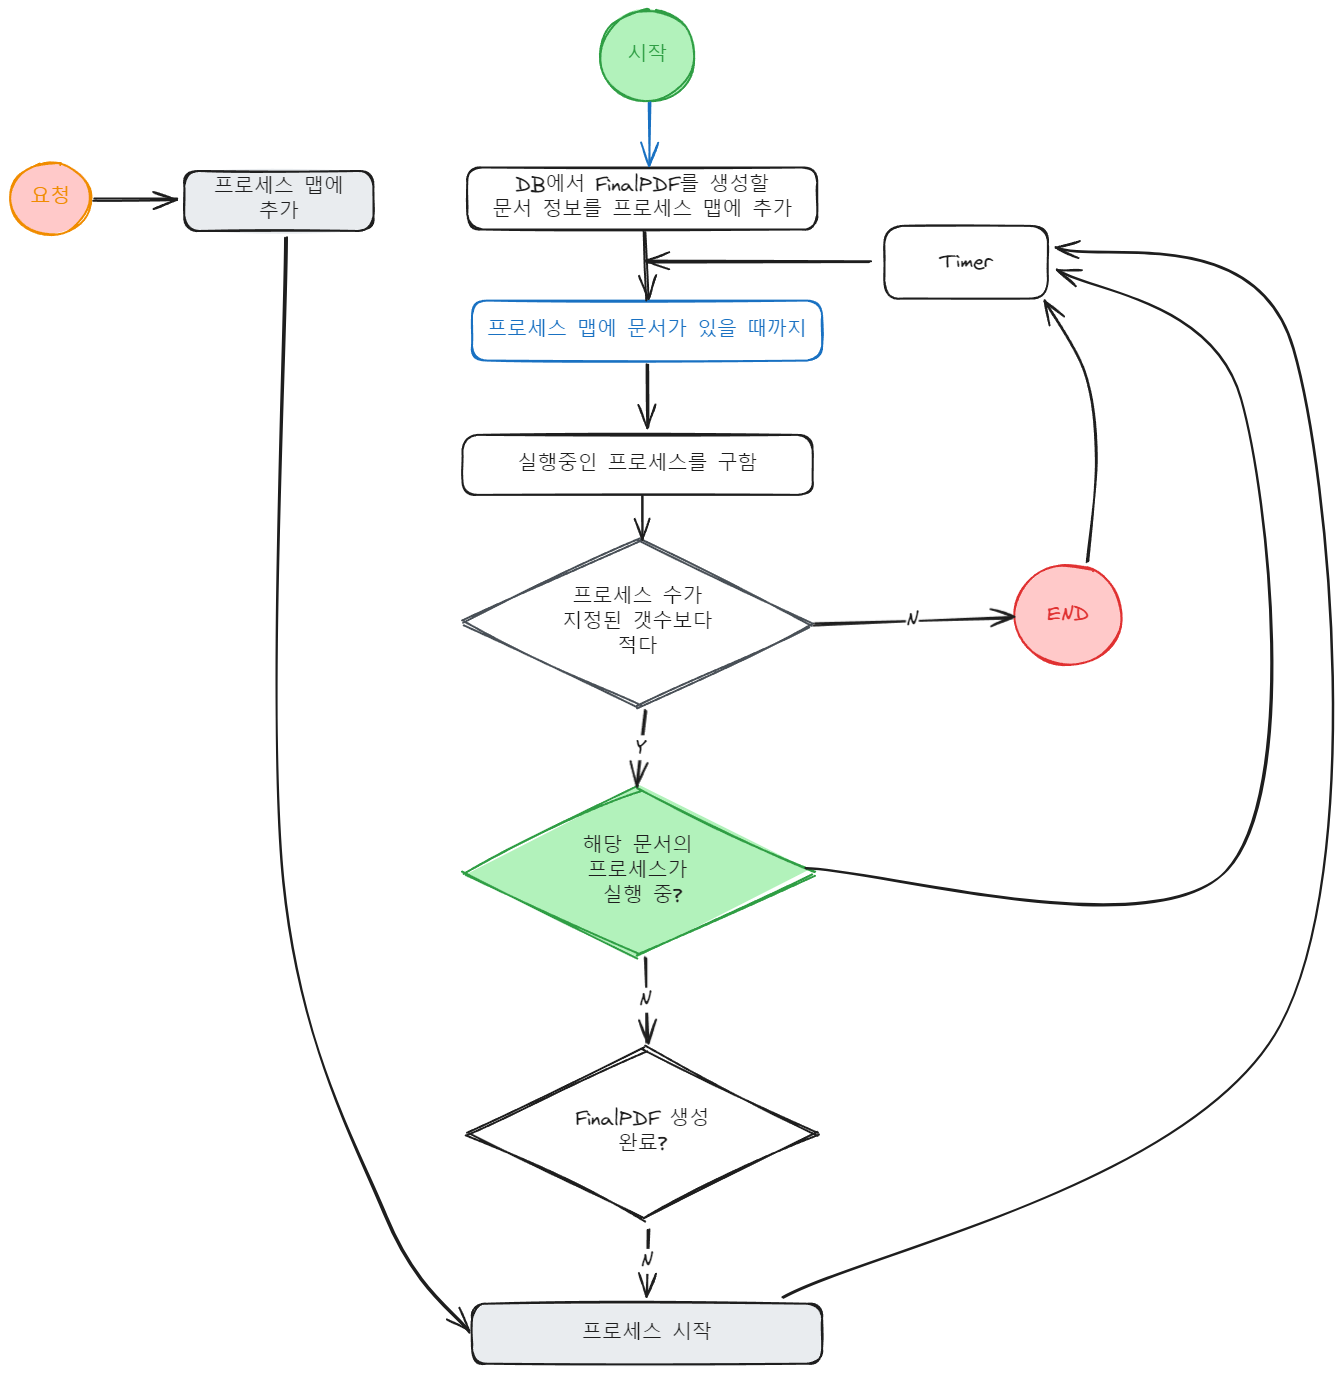 시작
요청
프로세스 맵에
추가
DB에서 FinalPDF를 생성할
문서 정보를 프로세스 맵에 추가
Timer
프로세스 맵에 문서가 있을 때까지
실행중인 프로세스를 구함
프로세스 수가
지정된 갯수보다
적다
N
END
Y
해당 문서의
프로세스가
실행 중?
N
FinalPDF 생성
완료?
N
프로세스 시작